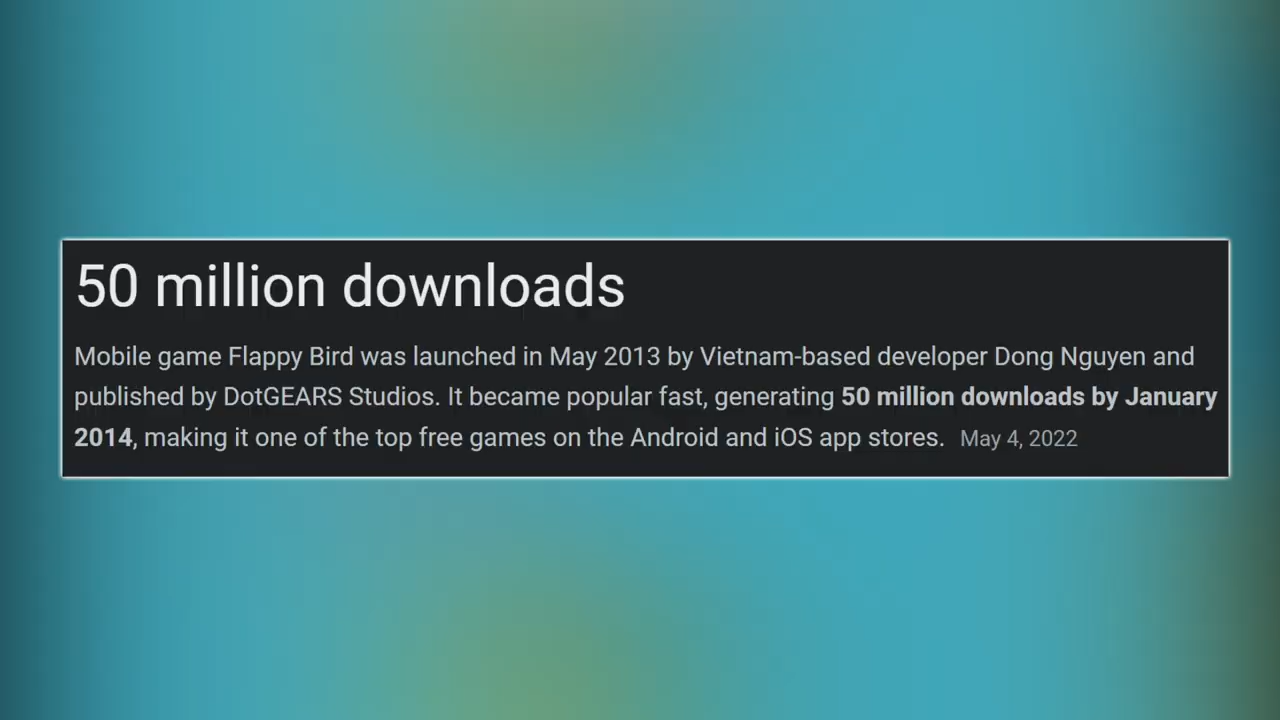 50 million downloads
Mobile game Flappy Bird was launched in May 2013 by Vietnam-based developer Dong Nguyen and
published by DotGEARS Studios. It became popular fast, generating 50 million downloads by January
2014, making it one of the top free games on the Android and iOS app stores. May 4, 2022